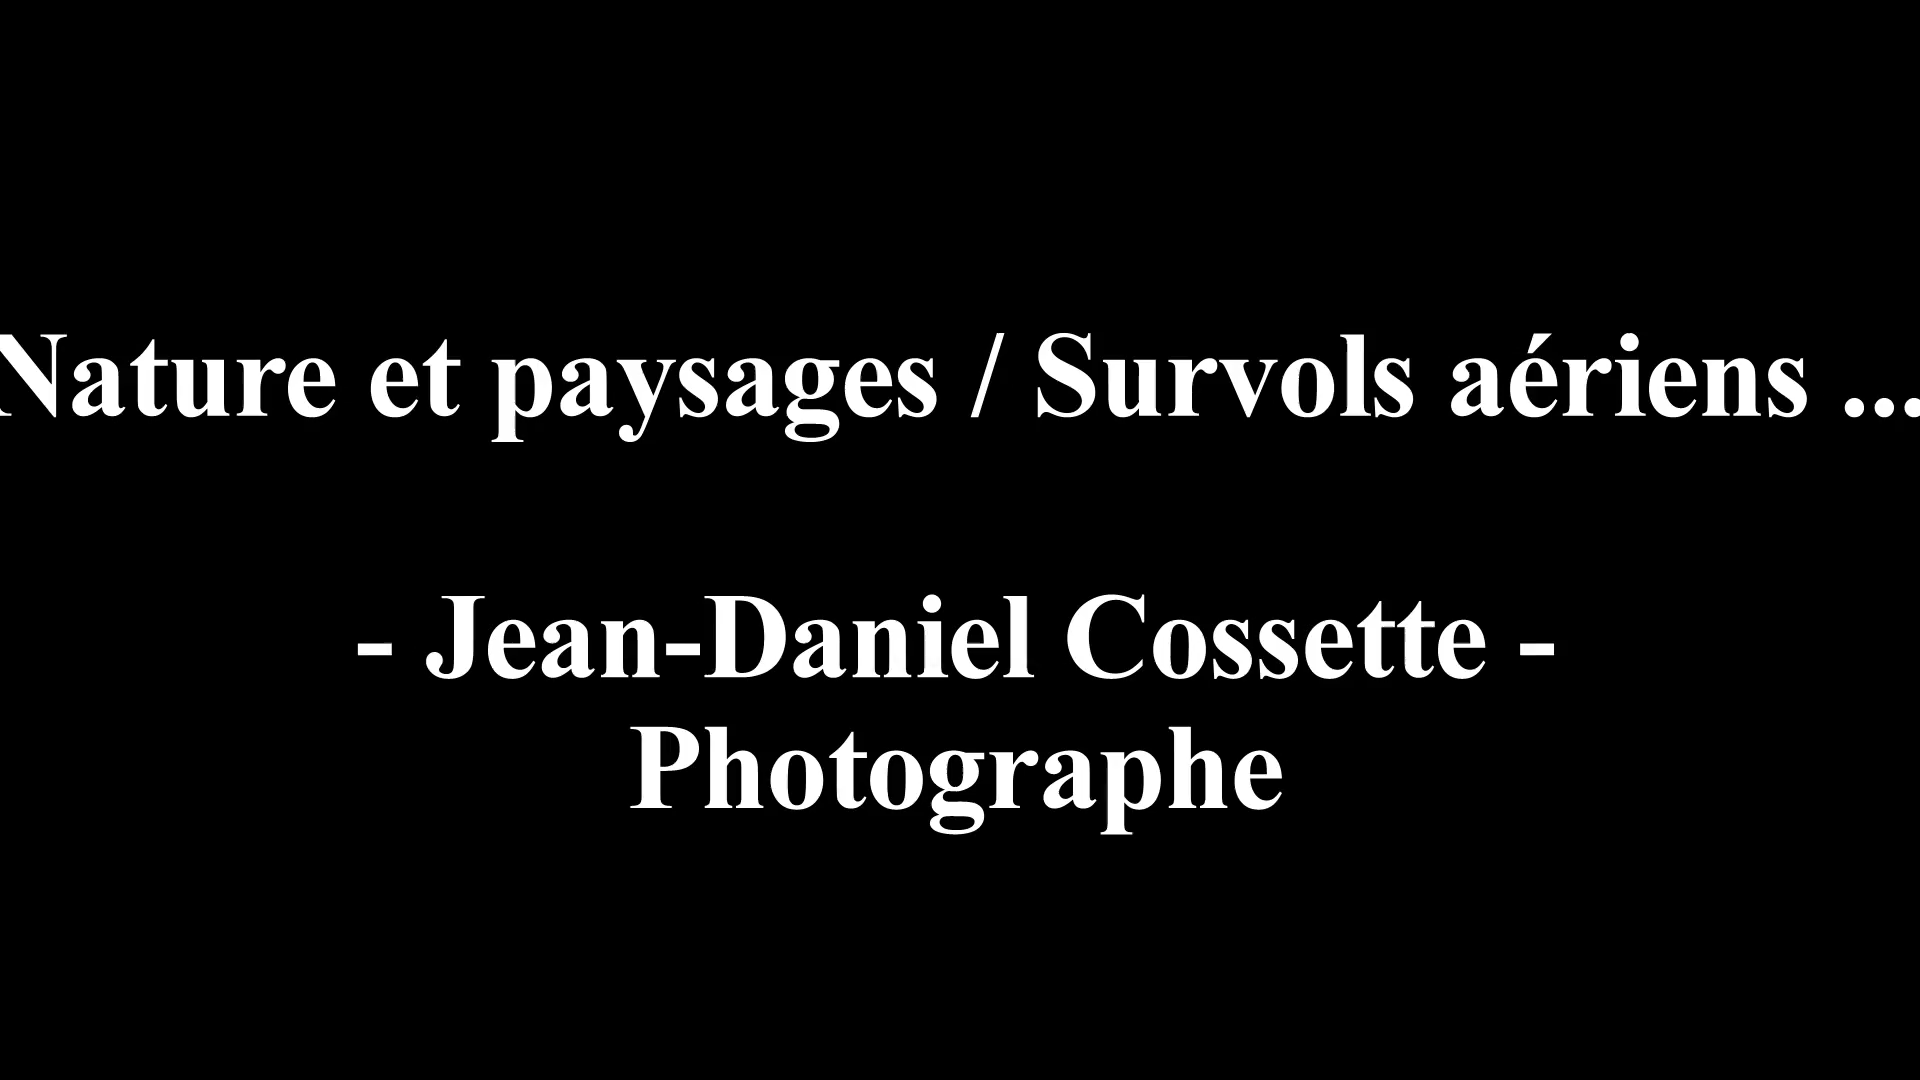 Nature et paysages / Survols aériens ...
- Jean-Daniel Cossette -
Photographe